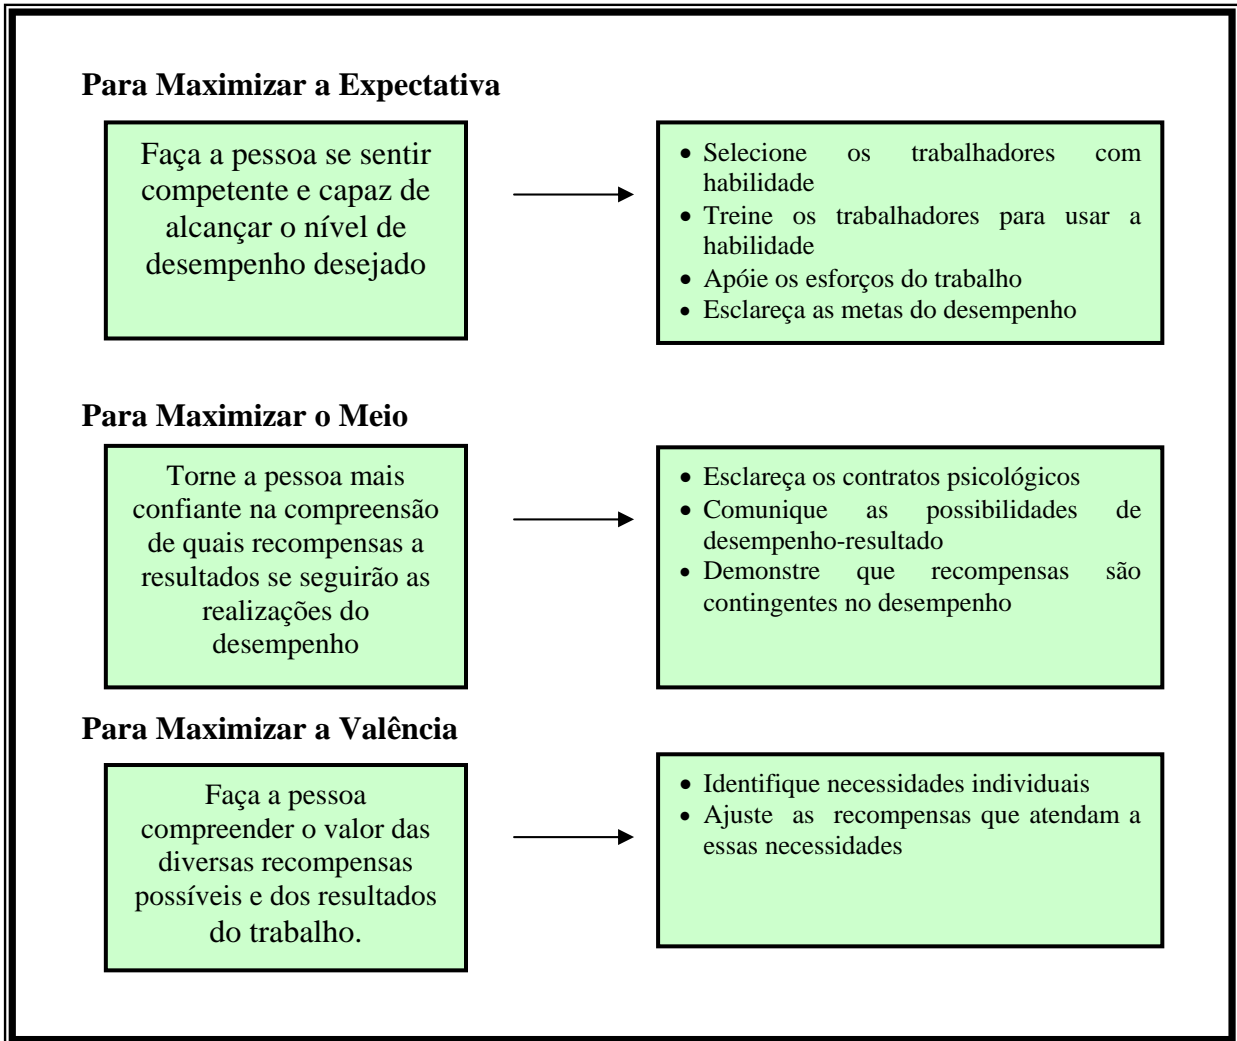 Para Maximizar a Expectativa
Faça a pessoa se sentir
competente e capaz de
alcançar o nível de
desempenho desejado
• Selecione os trabalhadores com
habilidade
• Treine os trabalhadores para usar a
habilidade
• Apóie os esforços do trabalho
• Esclareça as metas do desempenho
Para Maximizar o Meio
Torne a pessoa mais
confiante na compreensão
de quais recompensas a
resultados se seguirão as
realizações do
desempenho
• Esclareça os contratos psicológicos
• Comunique as possibilidades de
desempenho-resultado
• Demonstre que recompensas são
contingentes no desempenho
Para Maximizar a Valência
Faça a pessoa
compreender o valor das
diversas recompensas
possíveis e dos resultados
do trabalho.
• Identifique necessidades individuais
• Ajuste as recompensas que atendam a
essas necessidades